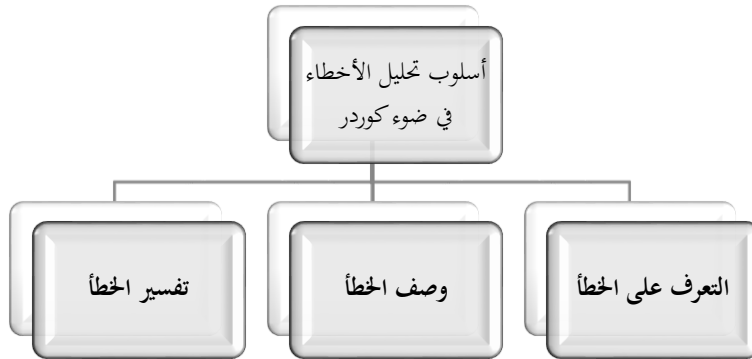 أسلوب تحليل الأخطاء
في ضوء كوردر
التعرف على الخطأ
وصف الخطأ
تفسير الخطأ